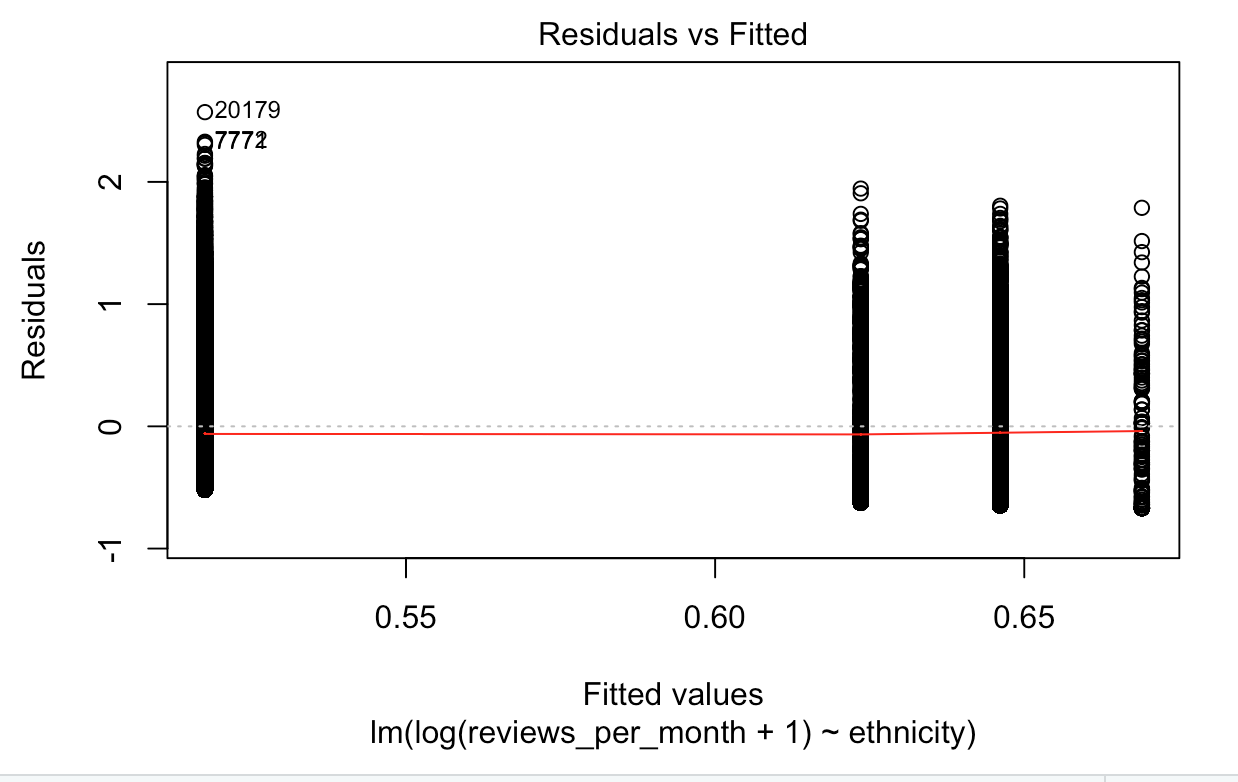 Residuals vs Fitted
20179
Residuals
2
1
0
-1
0.55 0.60 0.65
Fitted values
lm(log(reviews_per_month + 1) ~ ethnicity)